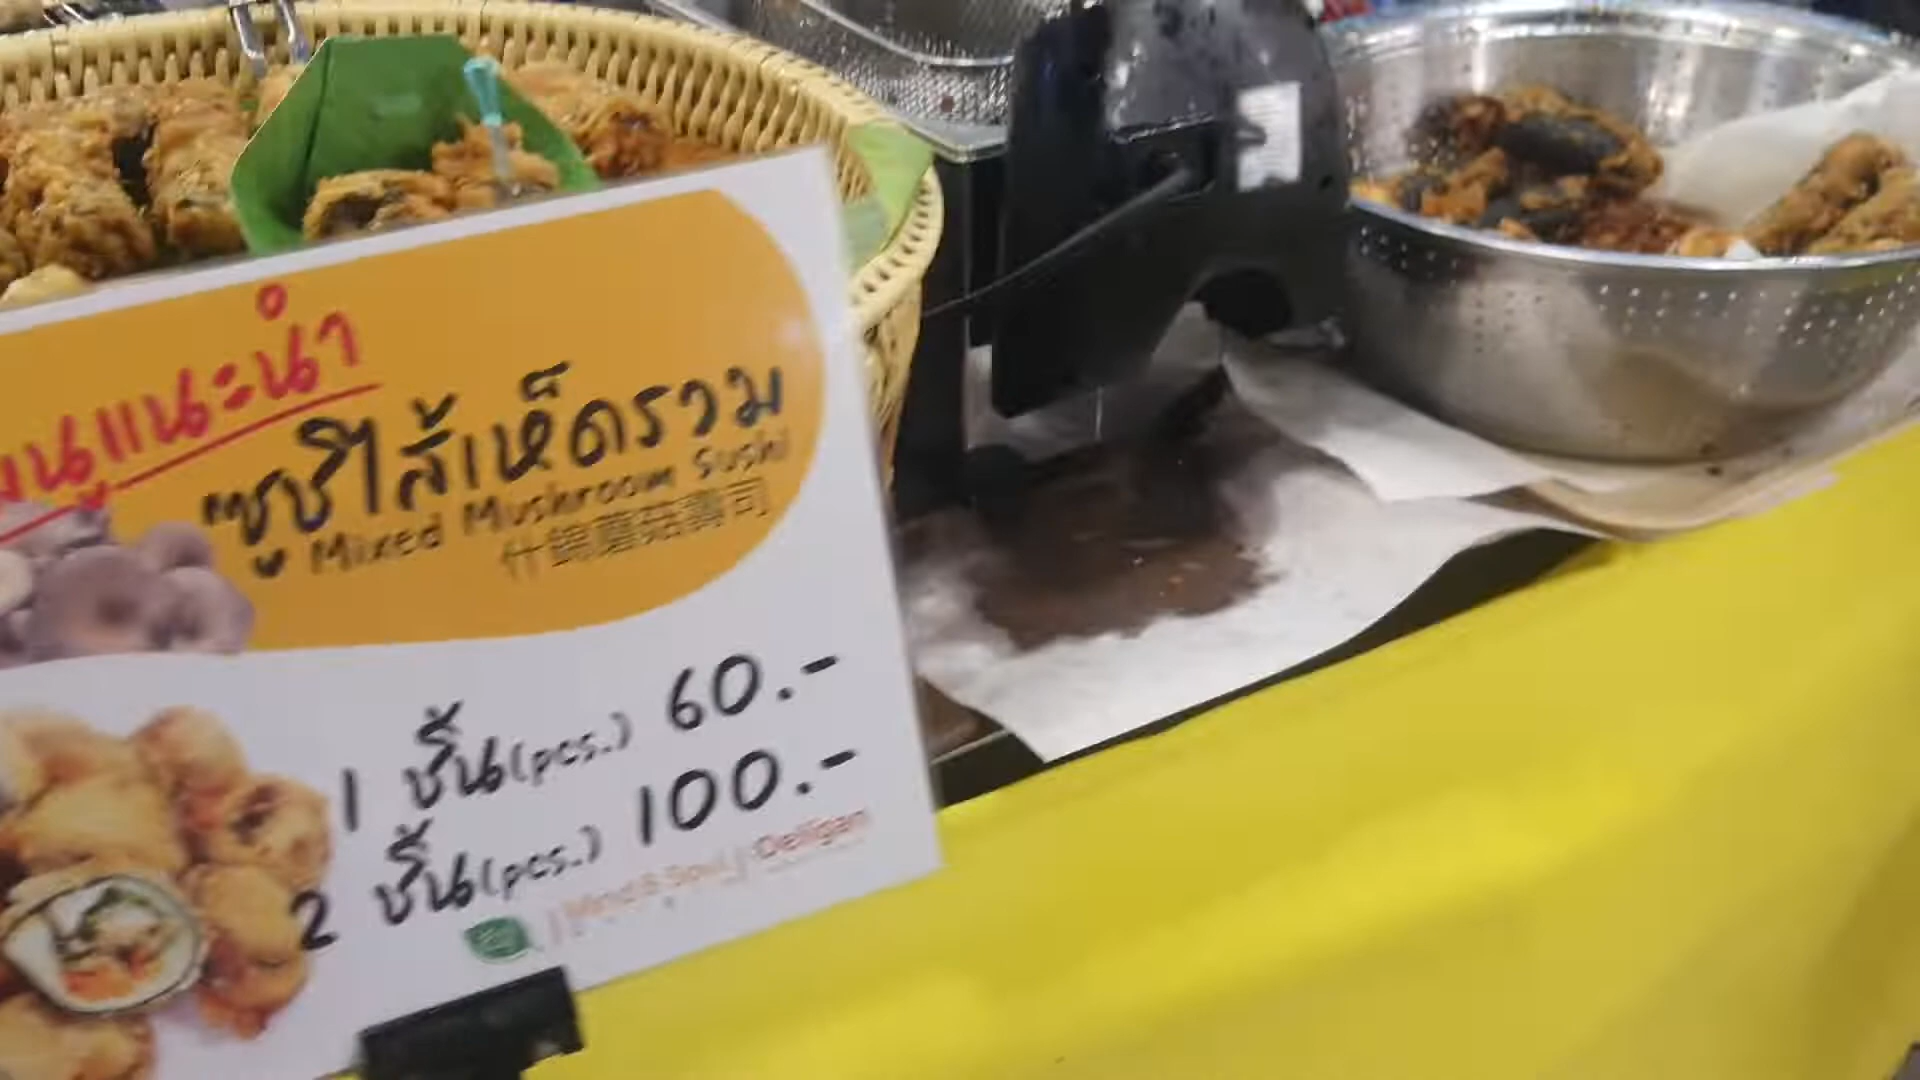 เมนูแนะนำ
ซูชิไส้เห็ดรวม
Mixed Mushroom Sushi
什錦蘑菇壽司
1 ชิ้น (pcs.) 60.-
2 ชิ้น (pcs.) 100.-